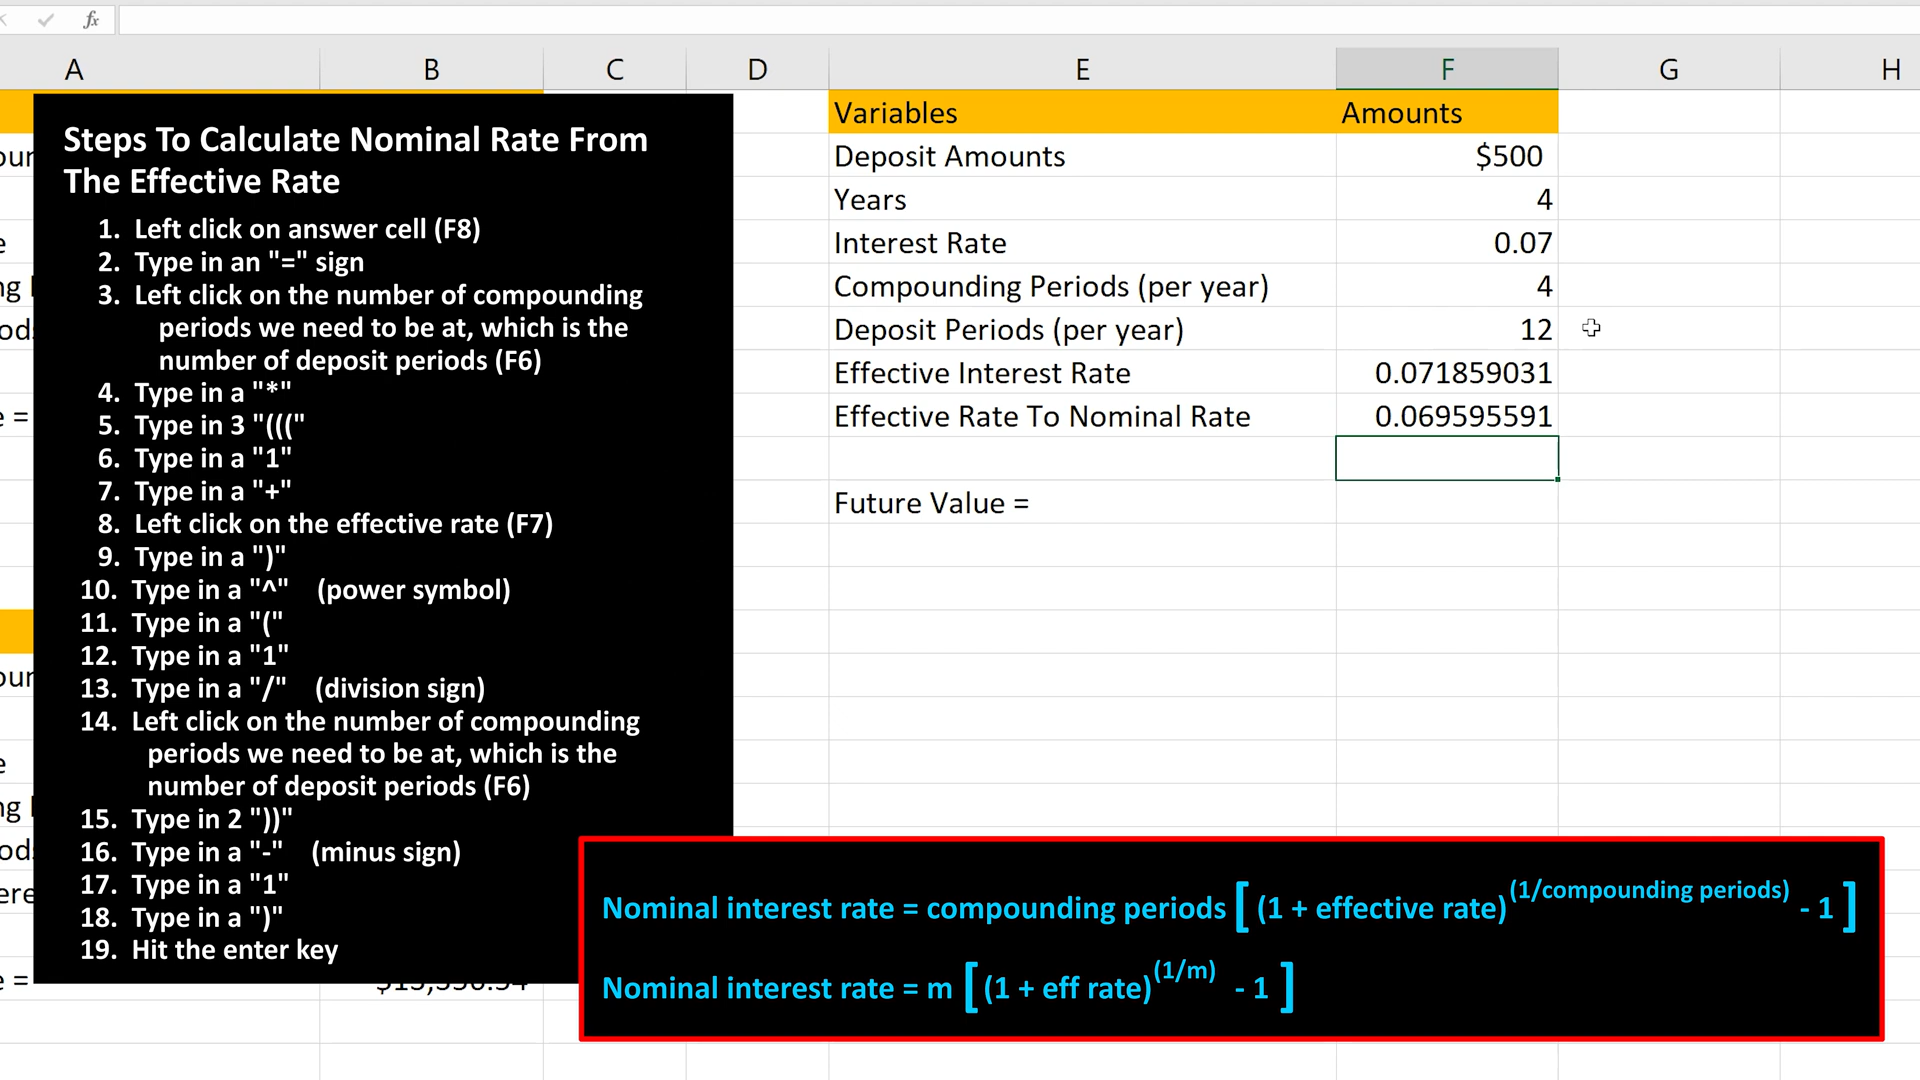 fx
A B C D E F G H
Steps To Calculate Nominal Rate From
The Effective Rate
1. Left click on answer cell (F8)
2. Type in an "=" sign
3. Left click on the number of compounding
periods we need to be at, which is the
number of deposit periods (F6)
4. Type in a "*"
5. Type in 3 "((("
6. Type in a "1"
7. Type in a "+"
8. Left click on the effective rate (F7)
9. Type in a ")"
10. Type in a "^" (power symbol)
11. Type in a "("
12. Type in a "1"
13. Type in a "/" (division sign)
14. Left click on the number of compounding
periods we need to be at, which is the
number of deposit periods (F6)
15. Type in 2 "))"
16. Type in a "-" (minus sign)
17. Type in a "1"
18. Type in a ")"
19. Hit the enter key
Variables Amounts
Deposit Amounts $500
Years 4
Interest Rate 0.07
Compounding Periods (per year) 4
Deposit Periods (per year) 12
Effective Interest Rate 0.071859031
Effective Rate To Nominal Rate 0.069595591
Future Value =
Nominal interest rate = compounding periods [ (1 + effective rate)^(1/compounding periods) - 1 ]
Nominal interest rate = m [ (1 + eff rate)^(1/m) - 1 ]